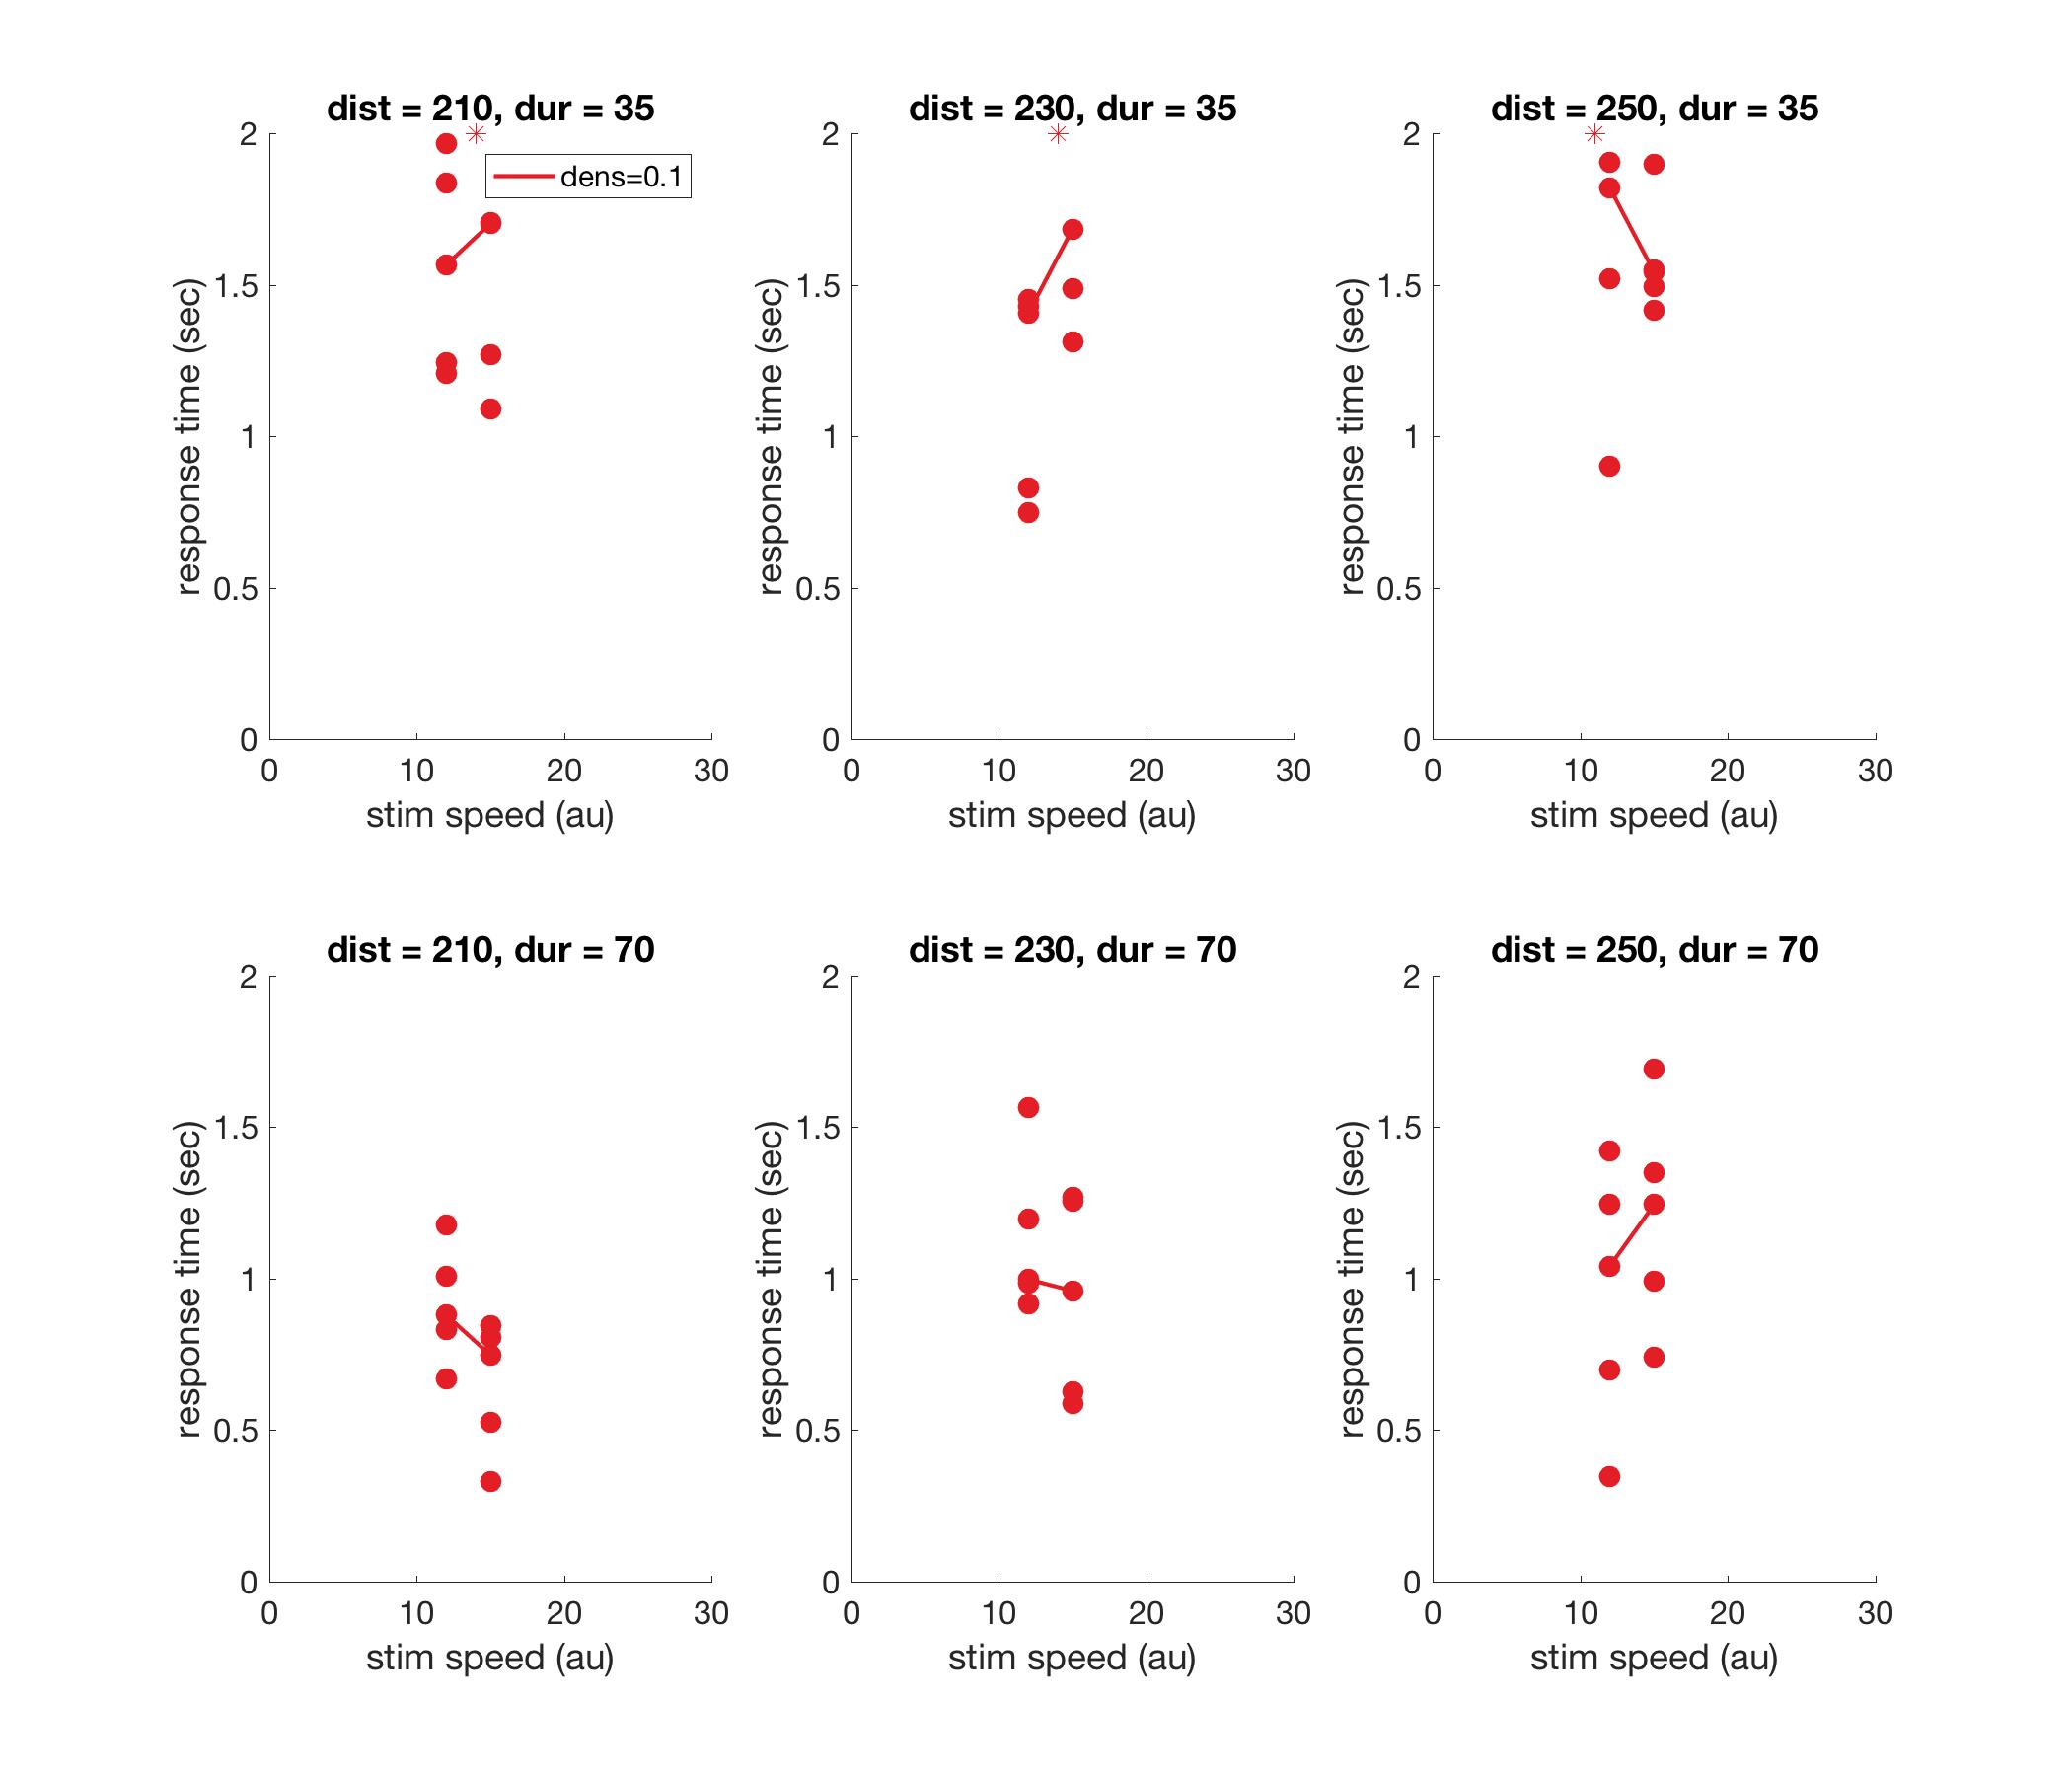 dist = 210, dur = 35
dens=0.1
2
1.5
1
0.5
0
response time (sec)
0 10 20 30
stim speed (au)
dist = 230, dur = 35
2
1.5
1
0.5
0
response time (sec)
0 10 20 30
stim speed (au)
dist = 250, dur = 35
2
1.5
1
0.5
0
response time (sec)
0 10 20 30
stim speed (au)
dist = 210, dur = 70
2
1.5
1
0.5
0
response time (sec)
0 10 20 30
stim speed (au)
dist = 230, dur = 70
2
1.5
1
0.5
0
response time (sec)
0 10 20 30
stim speed (au)
dist = 250, dur = 70
2
1.5
1
0.5
0
response time (sec)
0 10 20 30
stim speed (au)